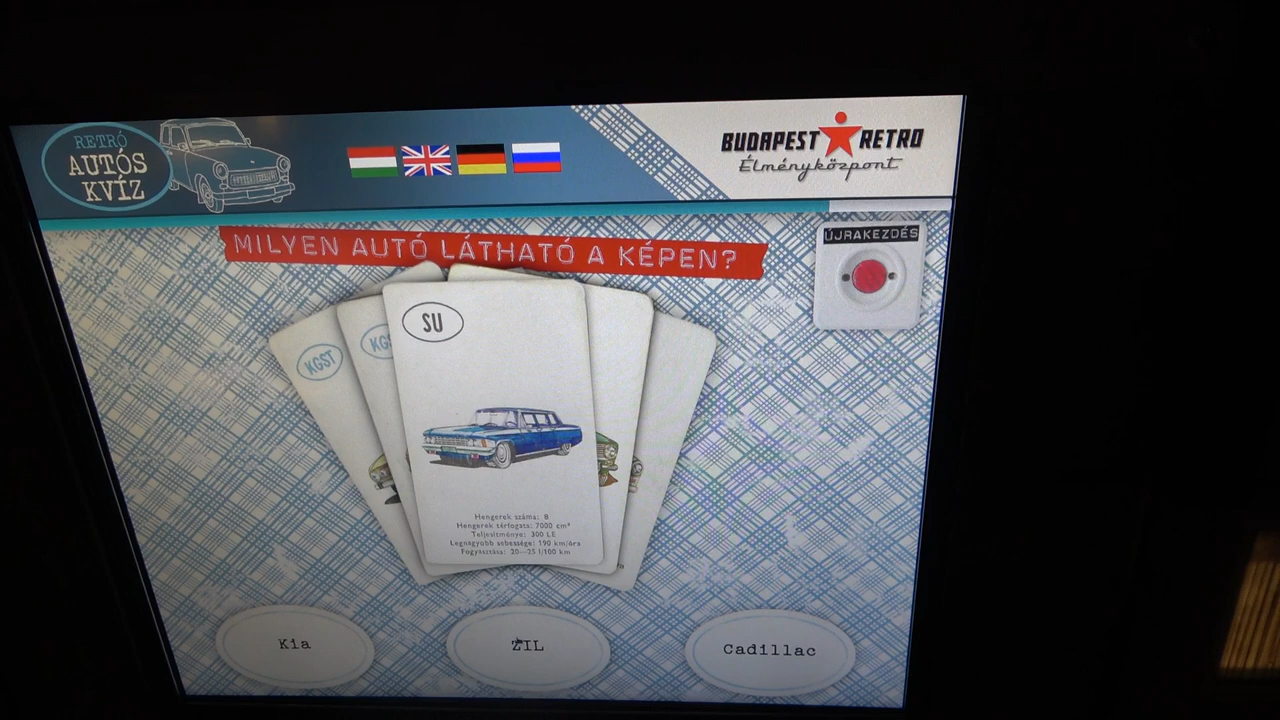 RETRÓ
AUTÓS
KVÍZ
BUDAPEST RETRO
Élményközpont
MILYEN AUTÓ LÁTHATÓ A KÉPEN?
ÚJRAKEZDÉS
KGST
SU
Hengerek száma: 8
Hengerek térfogata: 7000 cm³
Teljesítménye: 300 LE
Legnagyobb sebessége: 190 km/óra
Fogyasztása: 20—25 l/100 km
Kia
ZIL
Cadillac